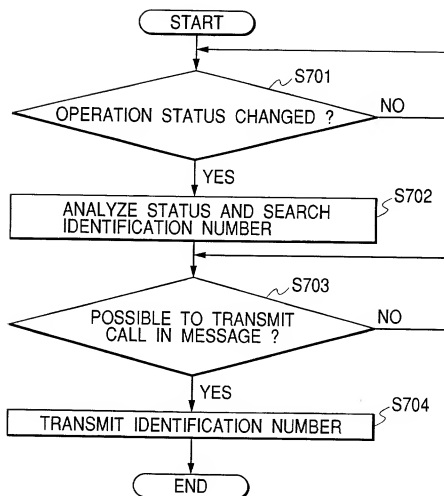 START
S701
OPERATION STATUS CHANGED ?
NO
YES
S702
ANALYZE STATUS AND SEARCH
IDENTIFICATION NUMBER
S703
POSSIBLE TO TRANSMIT
CALL IN MESSAGE ?
NO
YES
S704
TRANSMIT IDENTIFICATION NUMBER
END